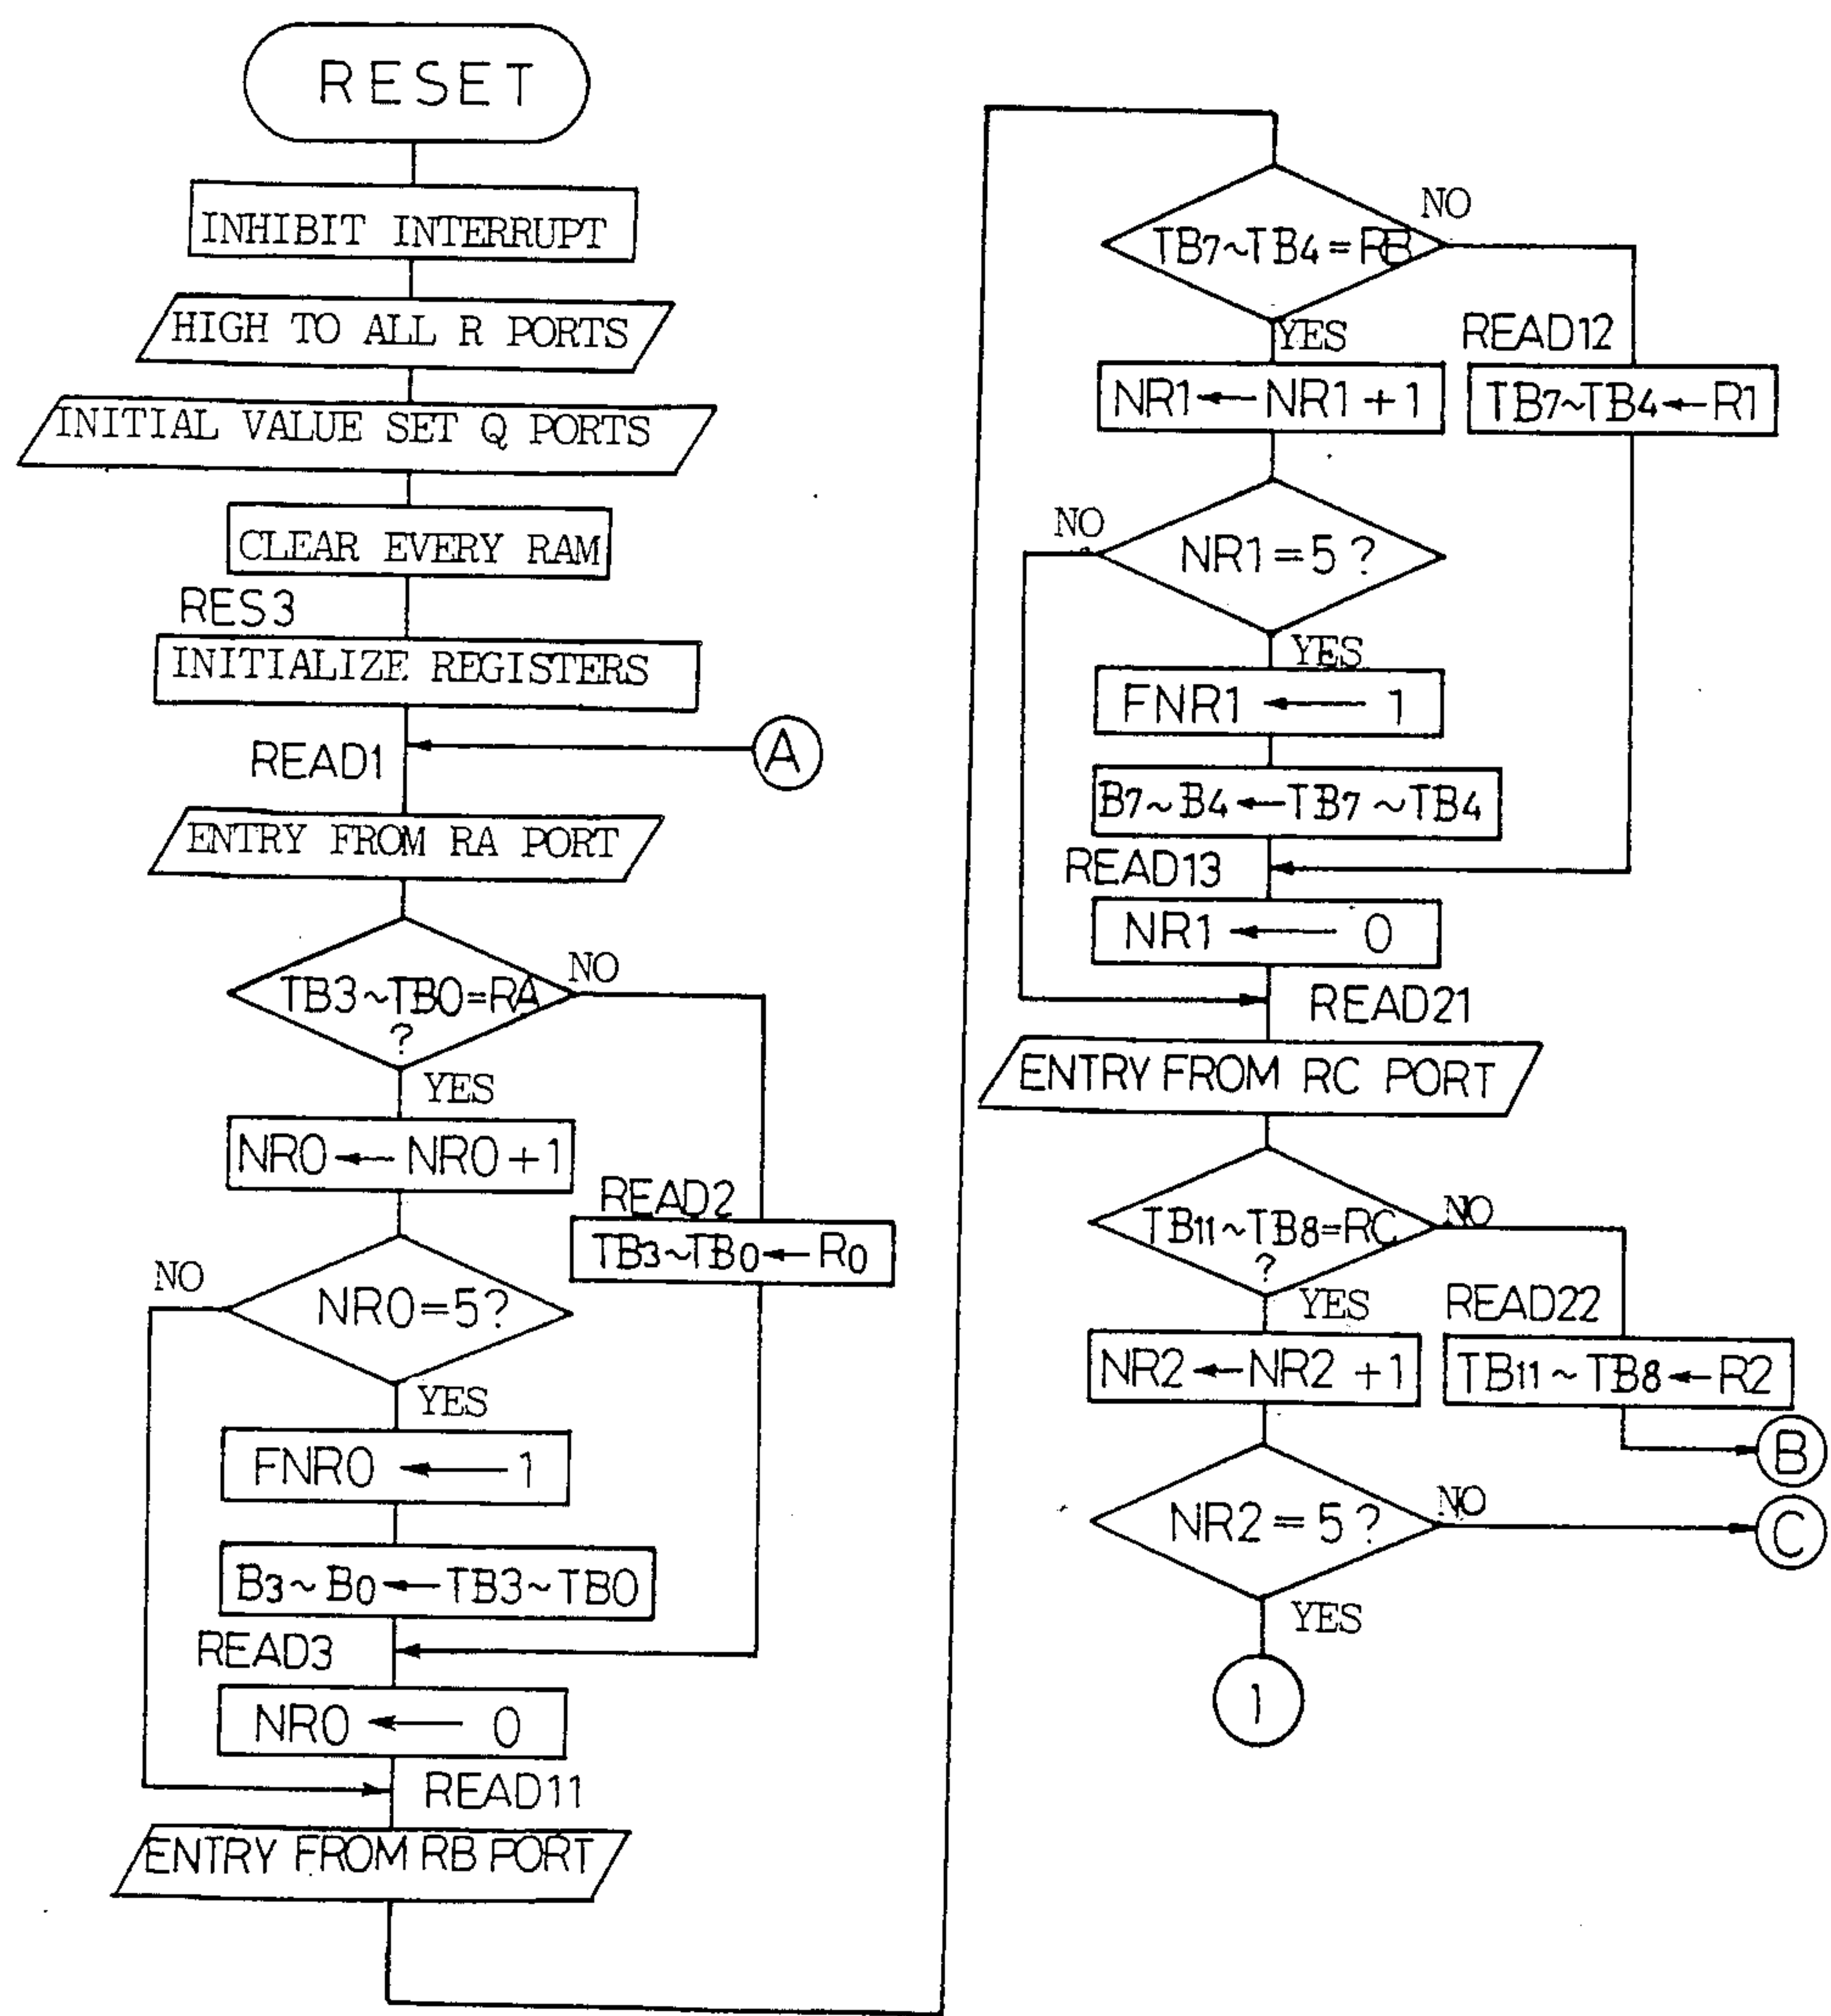 RESET
INHIBIT INTERRUPT
HIGH TO ALL R PORTS
INITIAL VALUE SET Q PORTS
CLEAR EVERY RAM
RES3
INITIALIZE REGISTERS
A
READ1
ENTRY FROM RA PORT
TB3~TB0=RA
?
NO
YES
NR0←NR0+1
READ2
TB3~TB0←R0
NR0=5?
NO
YES
FNR0←1
B3~B0←TB3~TB0
READ3
NR0←0
READ11
ENTRY FROM RB PORT
TB7~TB4=RB
NO
YES
READ12
NR1←NR1+1
TB7~TB4←R1
NO
NR1=5?
YES
FNR1←1
B7~B4←TB7~TB4
READ13
NR1←0
READ21
ENTRY FROM RC PORT
TB11~TB8=RC
?
NO
YES
READ22
NR2←NR2+1
TB11~TB8←R2
B
NR2=5?
NO
C
YES
1